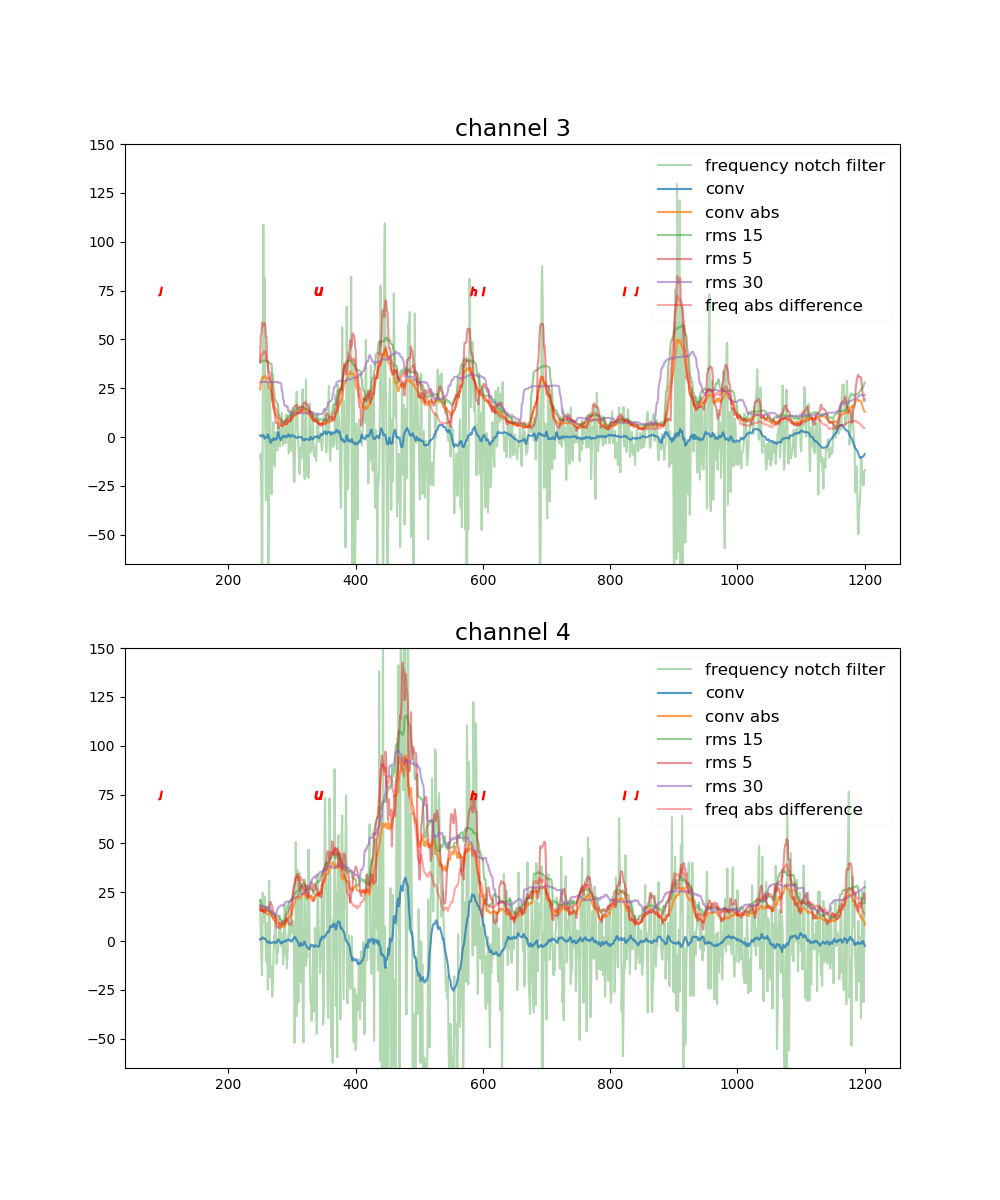 channel 3
150
125
100
75
50
25
0
−25
−50
frequency notch filter
conv
conv abs
rms 15
rms 5
rms 30
freq abs difference
J u h I I J
200 400 600 800 1000 1200
channel 4
150
125
100
75
50
25
0
−25
−50
frequency notch filter
conv
conv abs
rms 15
rms 5
rms 30
freq abs difference
J u h I I J
200 400 600 800 1000 1200